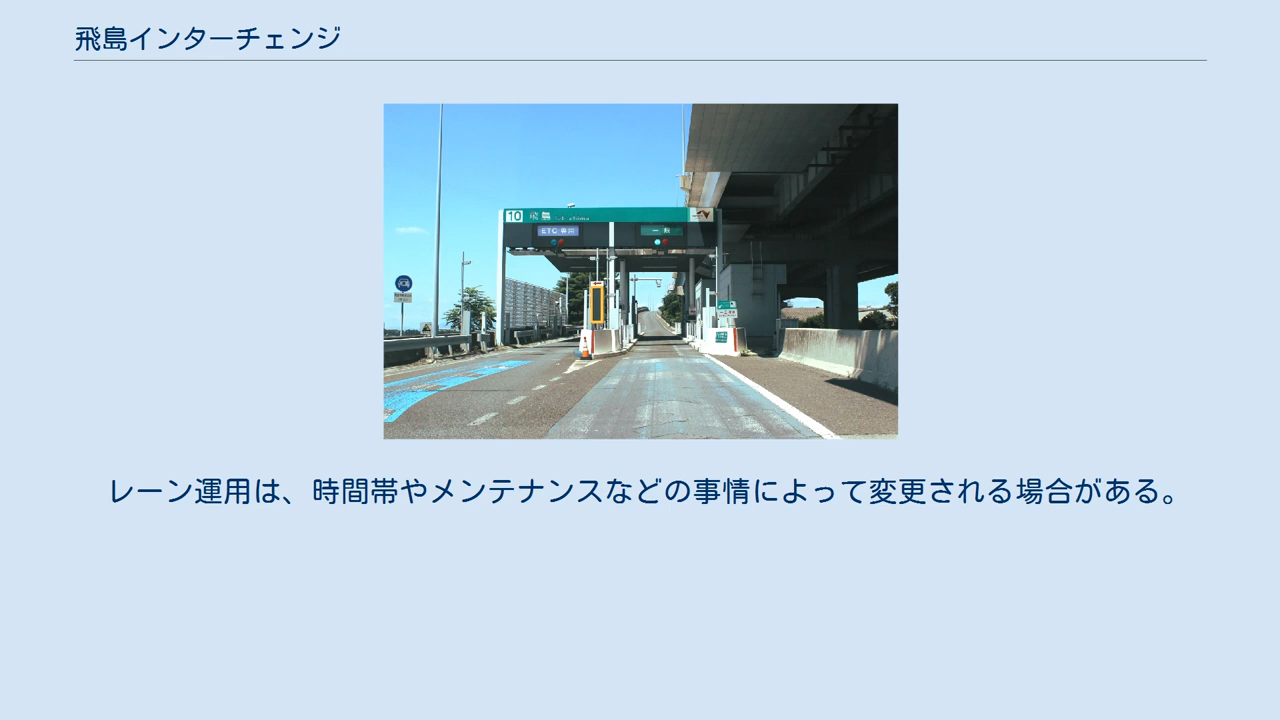 飛島インターチェンジ
10 飛島
ETC 専用
一般
レーン運用は、時間帯やメンテナンスなどの事情によって変更される場合がある。